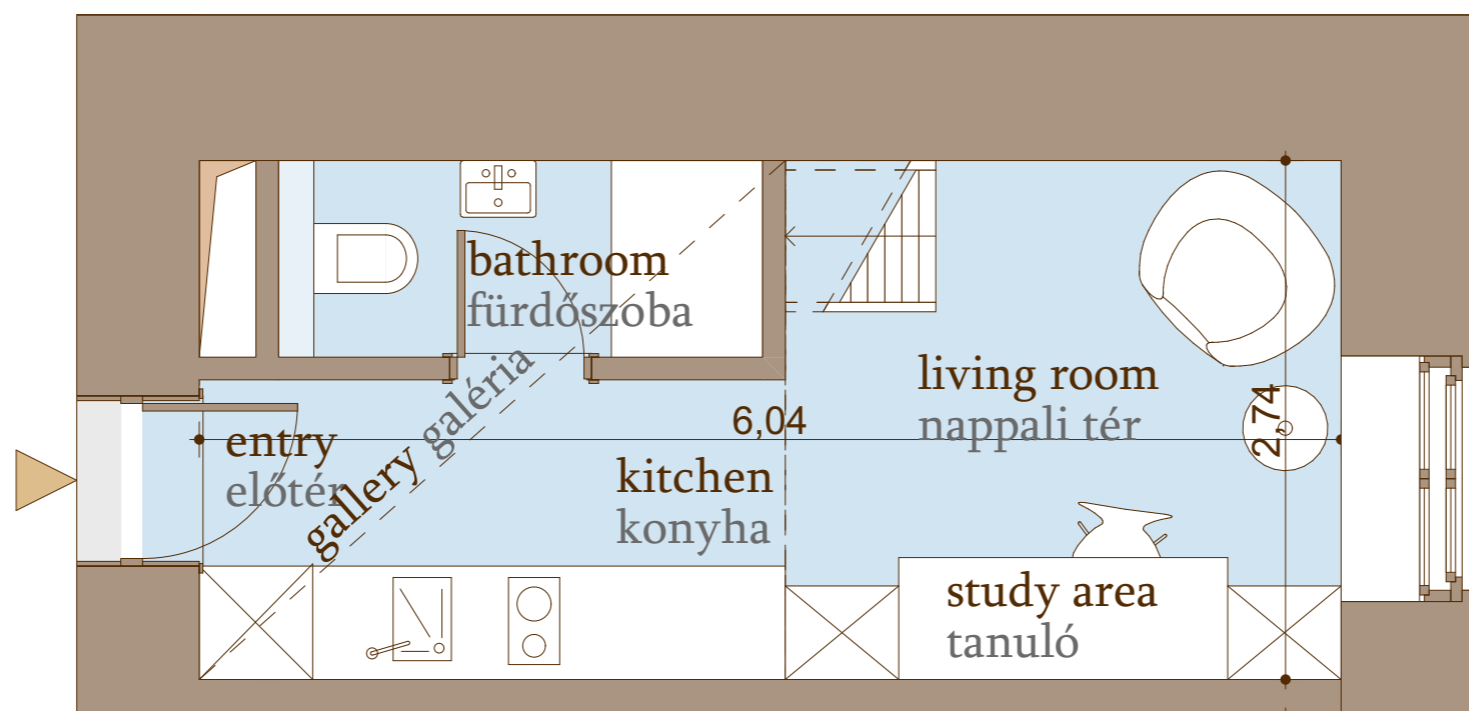 bathroom
fürdőszoba
gallery galéria
living room
nappali tér
6,04
2,74
entry
előtér
kitchen
konyha
study area
tanuló